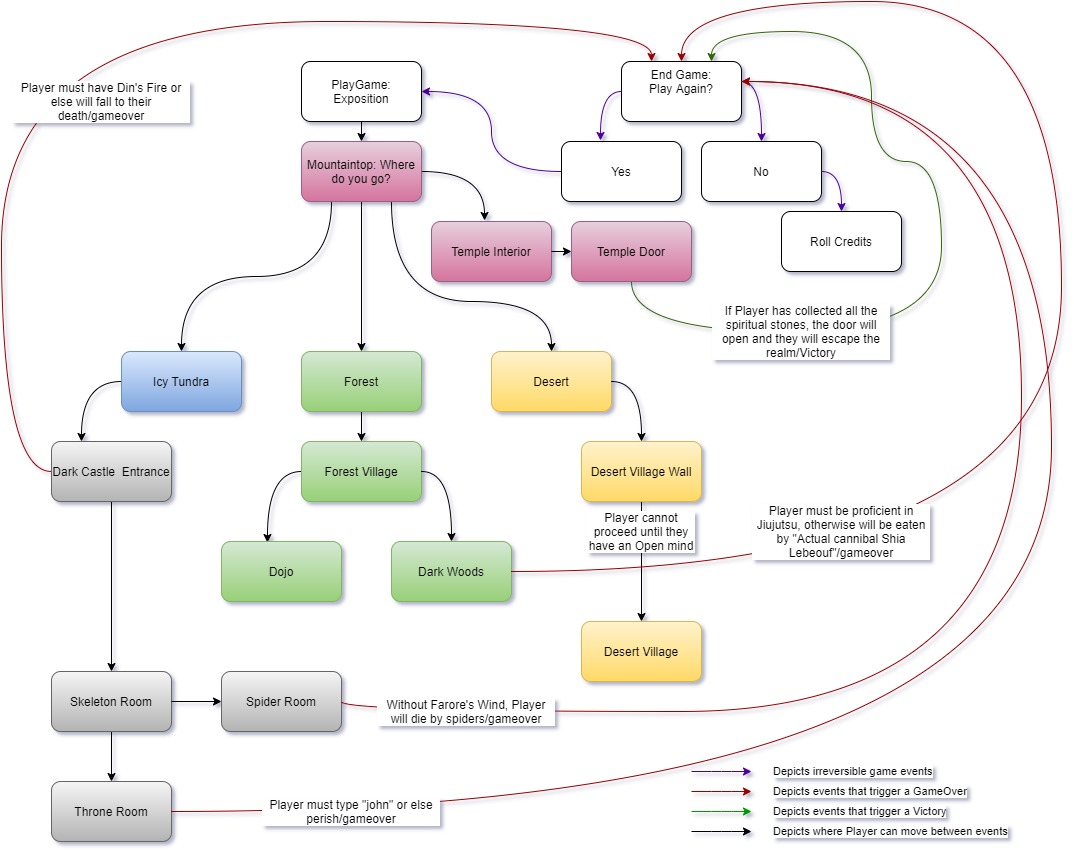 Player must have Din's Fire or
else will fall to their
death/gameover
PlayGame:
Exposition
End Game:
Play Again?
Mountaintop: Where
do you go?
Yes
No
Temple Interior
Temple Door
Roll Credits
If Player has collected all the
spiritual stones, the door will
open and they will escape the
realm/Victory
Icy Tundra
Forest
Desert
Dark Castle  Entrance
Forest Village
Desert Village Wall
Player cannot
proceed until they
have an Open mind
Player must be proficient in
Jiujutsu, otherwise will be eaten
by "Actual cannibal Shia
Lebeouf"/gameover
Dojo
Dark Woods
Desert Village
Skeleton Room
Spider Room
Without Farore's Wind, Player
will die by spiders/gameover
Throne Room
Player must type "john" or else
perish/gameover
Depicts irreversible game events
Depicts events that trigger a GameOver
Depicts events that trigger a Victory
Depicts where Player can move between events